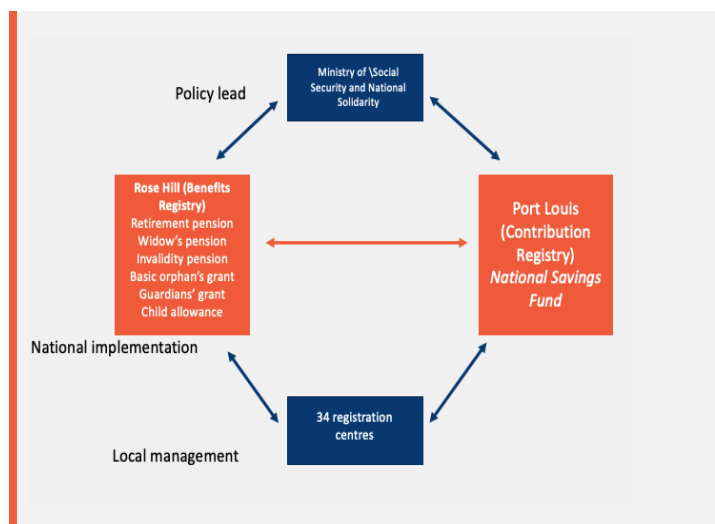 Ministry of \Social
Security and National
Solidarity
Policy lead
Rose Hill (Benefits
Registry)
Retirement pension
Widow's pension
Invalidity pension
Basic orphan's grant
Guardians' grant
Child allowance
Port Louis
(Contribution
Registry)
National Savings
Fund
National implementation
34 registration
centres
Local management